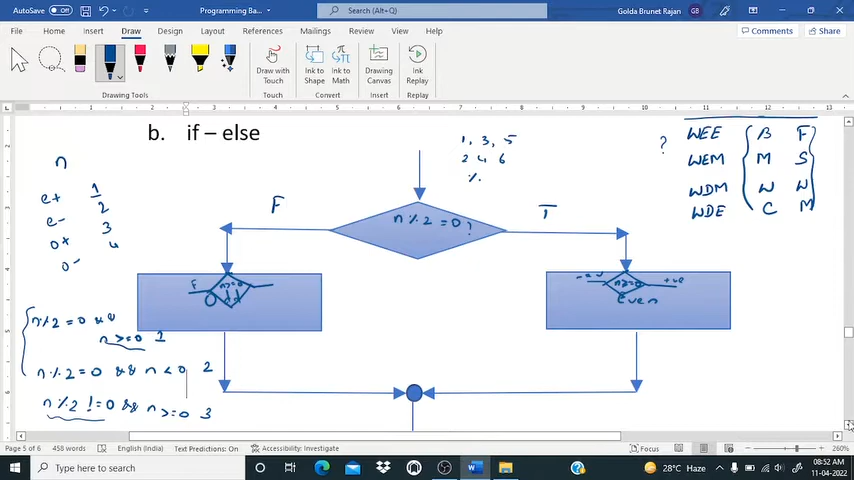 AutoSave Off Programming Ba... Search (Alt+Q) Golda Brunet Rajan GB
File Home Insert Draw Design Layout References Mailings Review View Help Comments Share
Draw with Touch Ink to Shape Ink to Math Drawing Canvas Ink Replay
Drawing Tools Touch Convert Insert Replay
b. if – else
1, 3, 5
2 4 6
%
?
WEE B F
WEM M S
WDM W W
WDE C M
n
e+ 1
e- 2
o+ 3
o- 4
F
n % 2 = 0 ?
T
F n>=0
Odd
-ve +ve
n>=0
Even
n % 2 = 0 &&
n >= 0 1
n % 2 = 0 && n < 0 2
n % 2 != 0 && n >= 0 3
Page 5 of 6 458 words Text Predictions: On English (India) Accessibility: Investigate Focus 260%
Type here to search 28°C Haze ENG 08:52 AM
11-04-2022